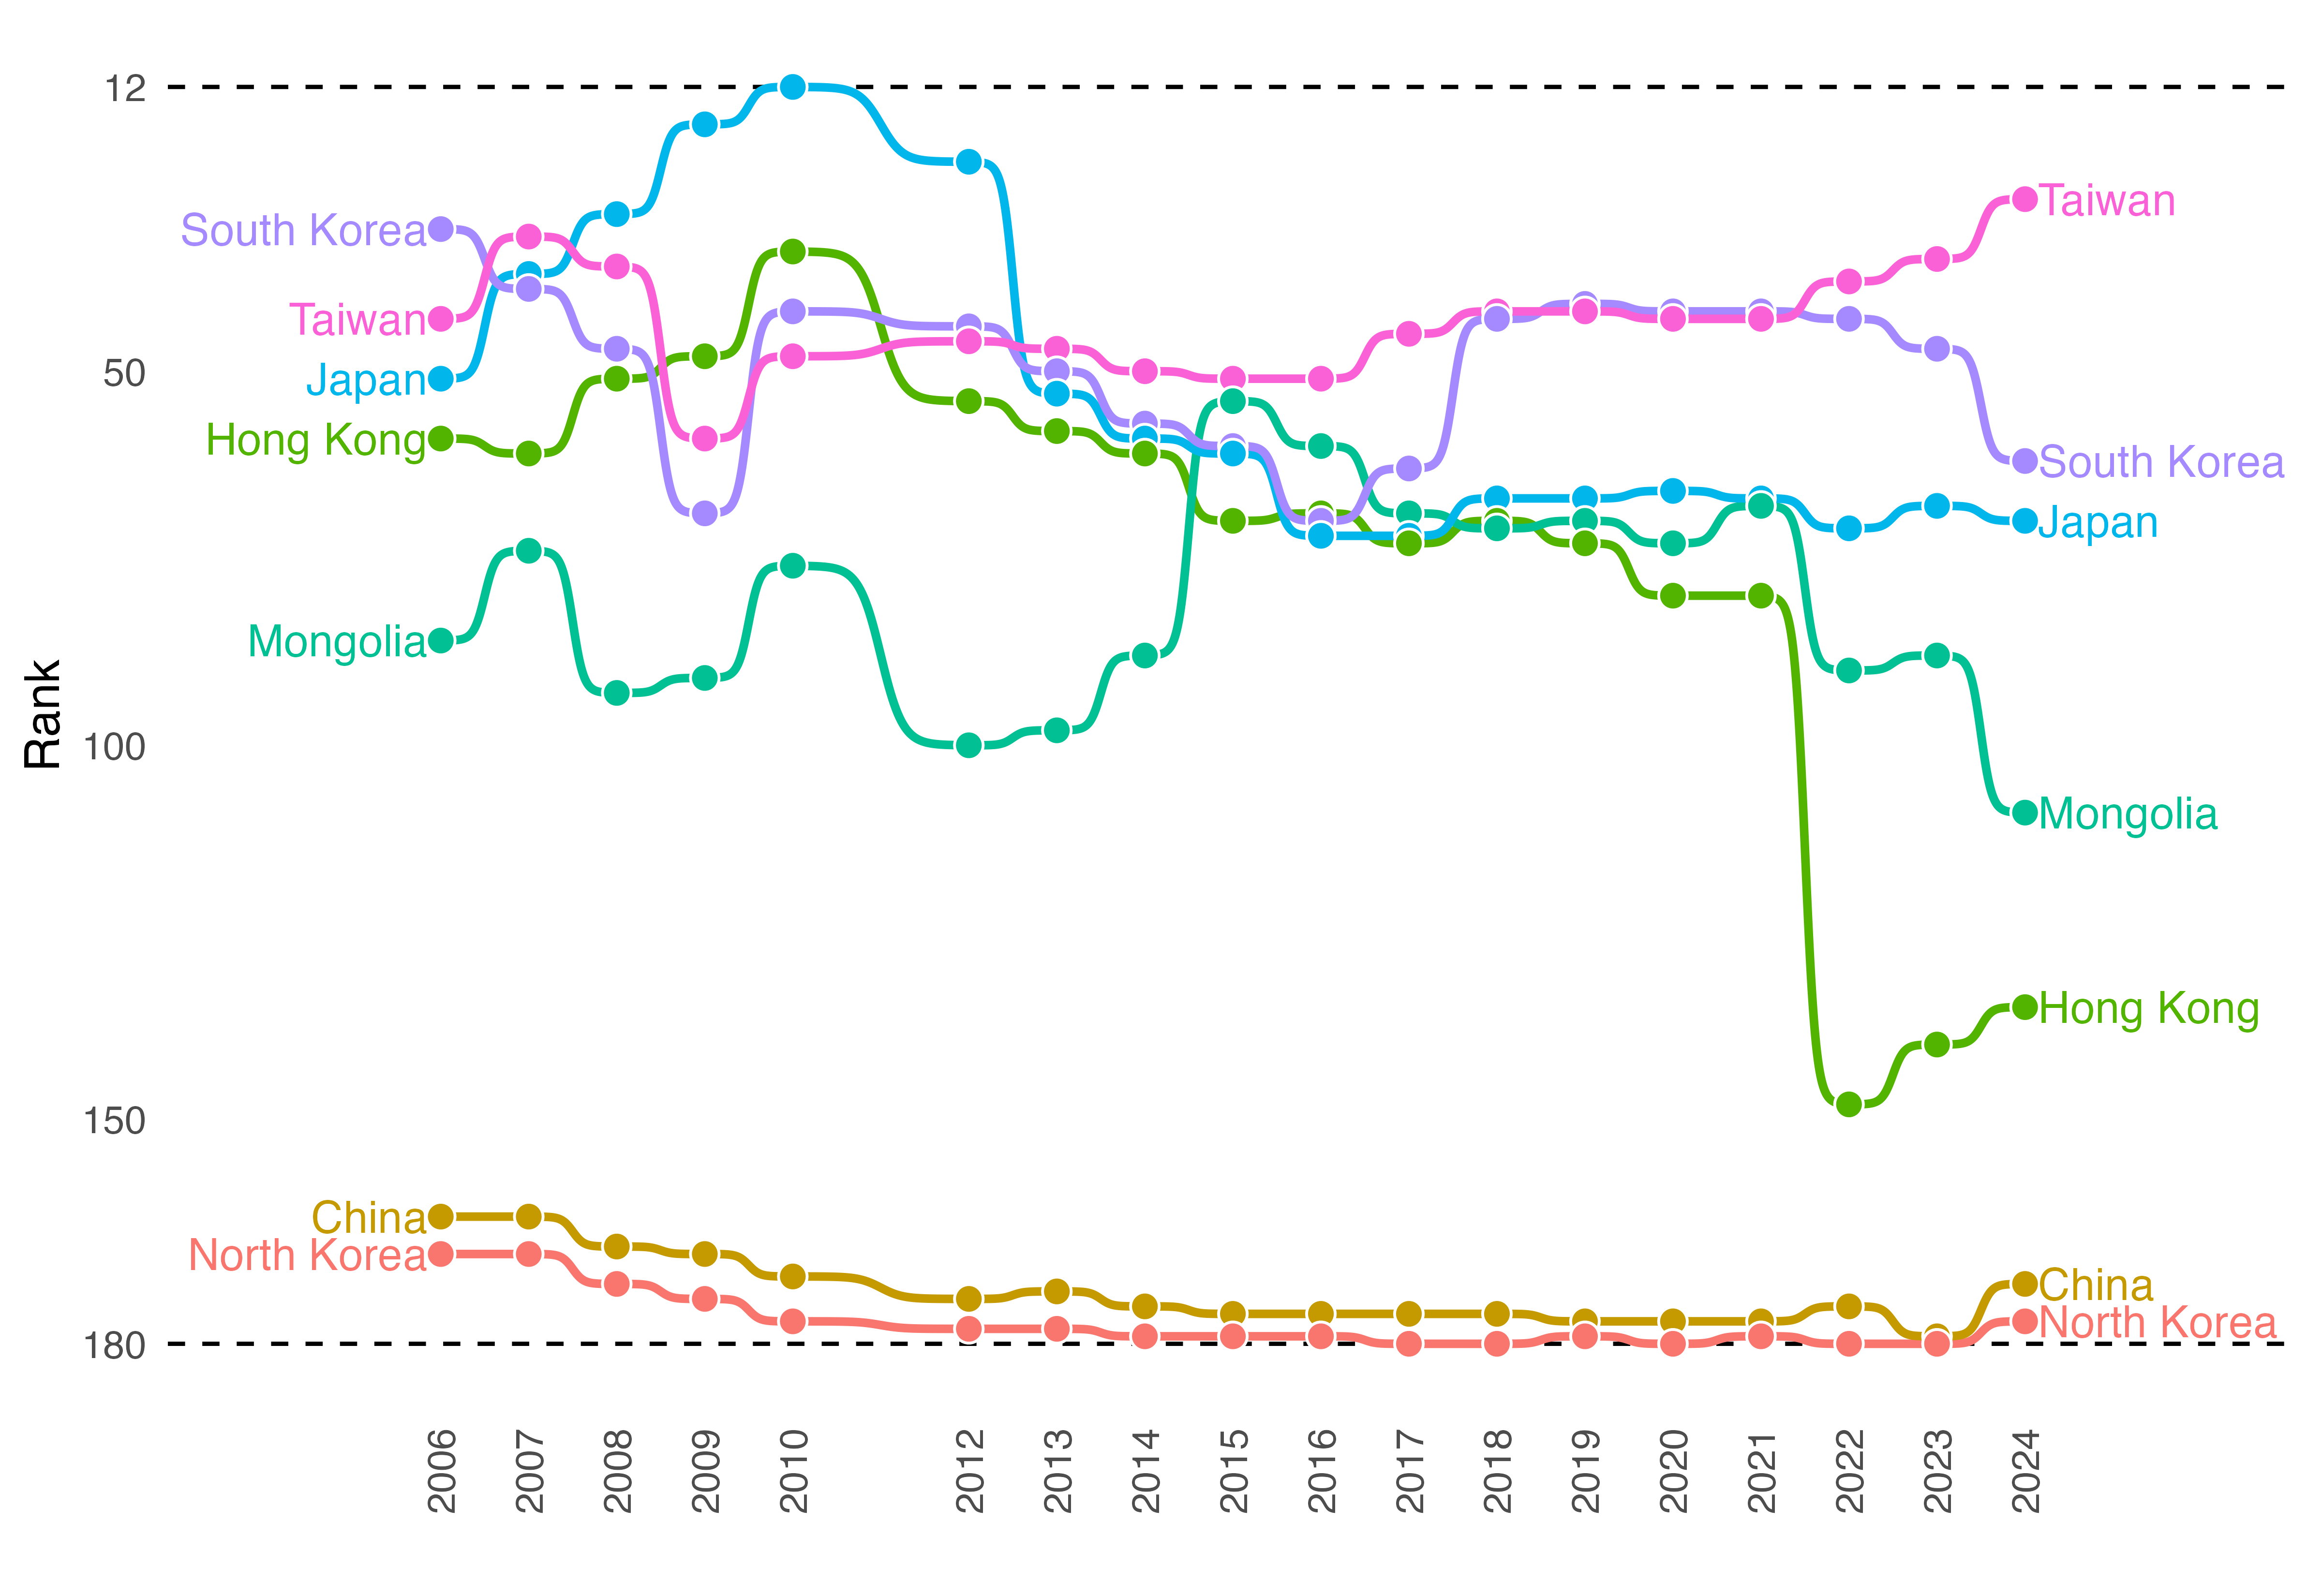 12
50
100
150
180
Rank
South Korea
Taiwan
Japan
Hong Kong
Mongolia
China
North Korea
Taiwan
South Korea
Japan
Mongolia
Hong Kong
China
North Korea
2006
2007
2008
2009
2010
2012
2013
2014
2015
2016
2017
2018
2019
2020
2021
2022
2023
2024